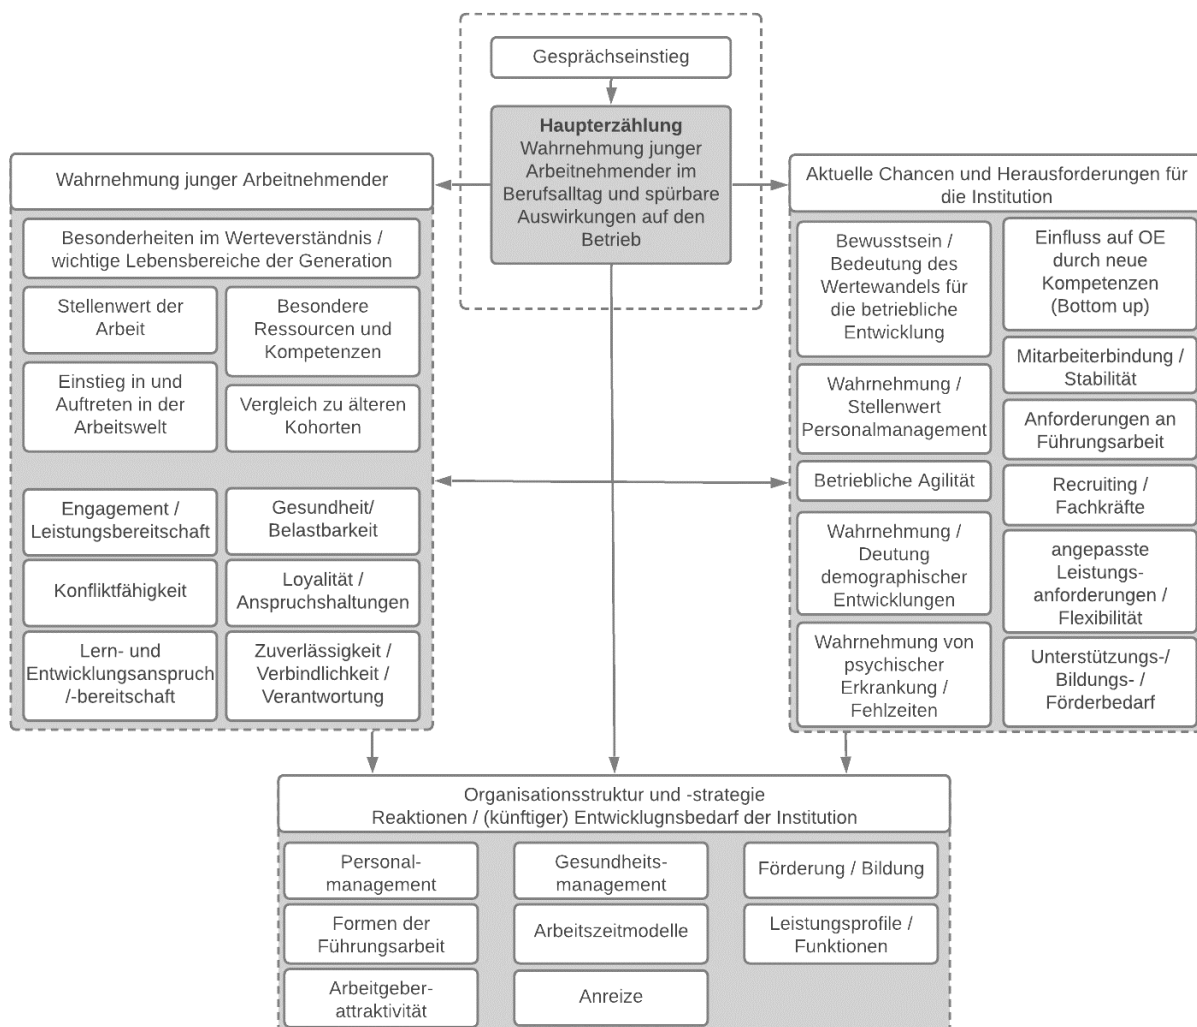 Gesprächseinstieg
Haupterzählung
Wahrnehmung junger
Arbeitnehmender im
Berufsalltag und spürbare
Auswirkungen auf den
Betrieb
Wahrnehmung junger Arbeitnehmender
Besonderheiten im Werteverständnis /
wichtige Lebensbereiche der Generation
Stellenwert der
Arbeit
Besondere
Ressourcen und
Kompetenzen
Einstieg in und
Auftreten in der
Arbeitswelt
Vergleich zu älteren
Kohorten
Engagement /
Leistungsbereitschaft
Gesundheit/
Belastbarkeit
Konfliktfähigkeit
Loyalität /
Anspruchshaltungen
Lern- und
Entwicklungsanspruch
/-bereitschaft
Zuverlässigkeit /
Verbindlichkeit /
Verantwortung
Aktuelle Chancen und Herausforderungen für
die Institution
Bewusstsein /
Bedeutung des
Wertewandels für
die betriebliche
Entwicklung
Einfluss auf OE
durch neue
Kompetenzen
(Bottom up)
Wahrnehmung /
Stellenwert
Personalmanagement
Mitarbeiterbindung /
Stabilität
Anforderungen an
Führungsarbeit
Betriebliche Agilität
Recruiting /
Fachkräfte
Wahrnehmung /
Deutung
demographischer
Entwicklungen
angepasste
Leistungs-
anforderungen /
Flexibilität
Wahrnehmung von
psychischer
Erkrankung /
Fehlzeiten
Unterstützungs-/
Bildungs- /
Förderbedarf
Organisationsstruktur und -strategie
Reaktionen / (künftiger) Entwicklugnsbedarf der Institution
Personal-
management
Gesundheits-
management
Förderung / Bildung
Formen der
Führungsarbeit
Arbeitszeitmodelle
Leistungsprofile /
Funktionen
Arbeitgeber-
attraktivität
Anreize